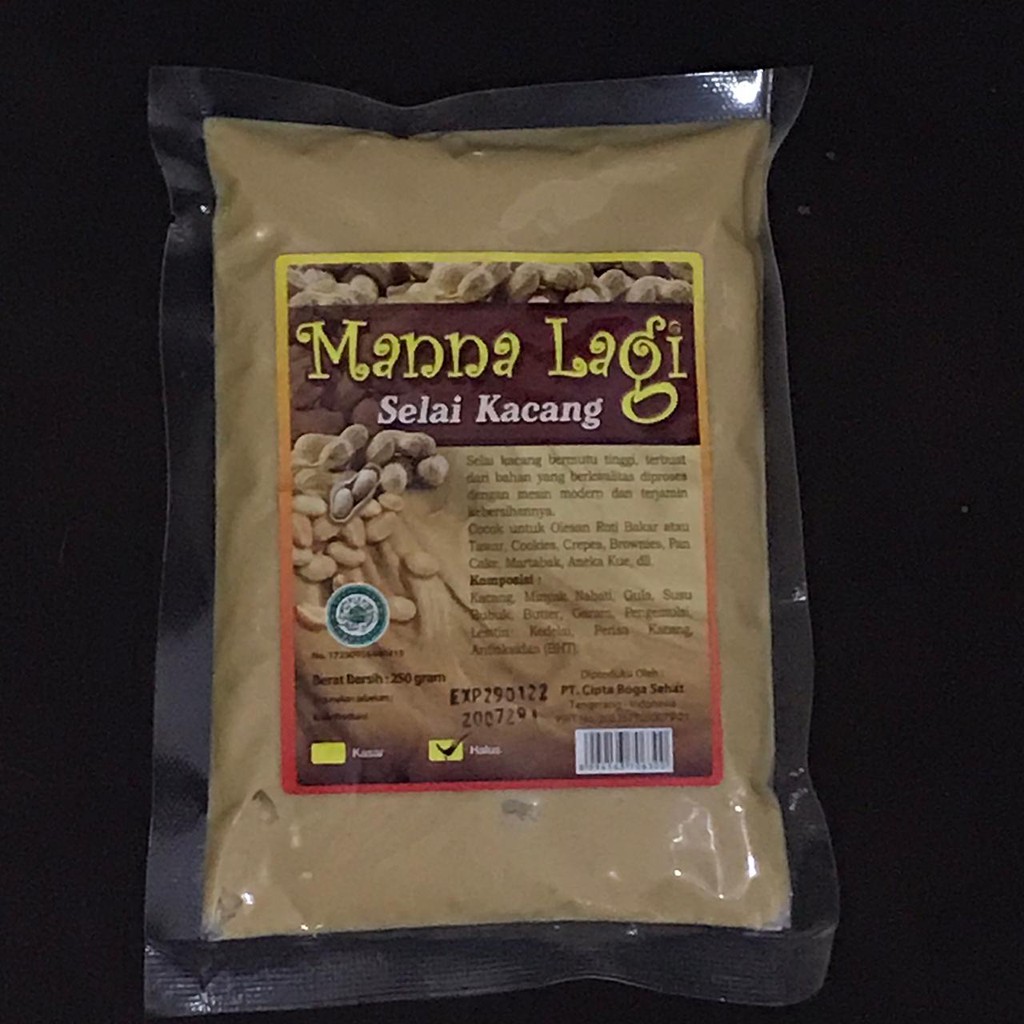 Manna Lagi
Selai Kacang
Selai kacang bermutu tinggi, terbuat
dari bahan yang berkwalitas diproses
dengan mesin modern dan terjamin
kebersihannya.
Cocok untuk Olesan Roti Bakar atau
Tawar, Cookies, Crepes, Brownies, Pan
Cake, Martabak, Aneka Kue, dll.
Komposisi :
Kacang, Minyak Nabati, Gula, Susu
Bubuk, Butter, Garam, Pengemulsi,
Lesitin Kedelai, Perisa Kacang,
Antioksidan (BHT).
Berat Bersih : 250 gram
EXP290122
Diproduksi Oleh
PT. Cipta Boga Sehat
Tangerang - Indonesia
Kasar
Halus